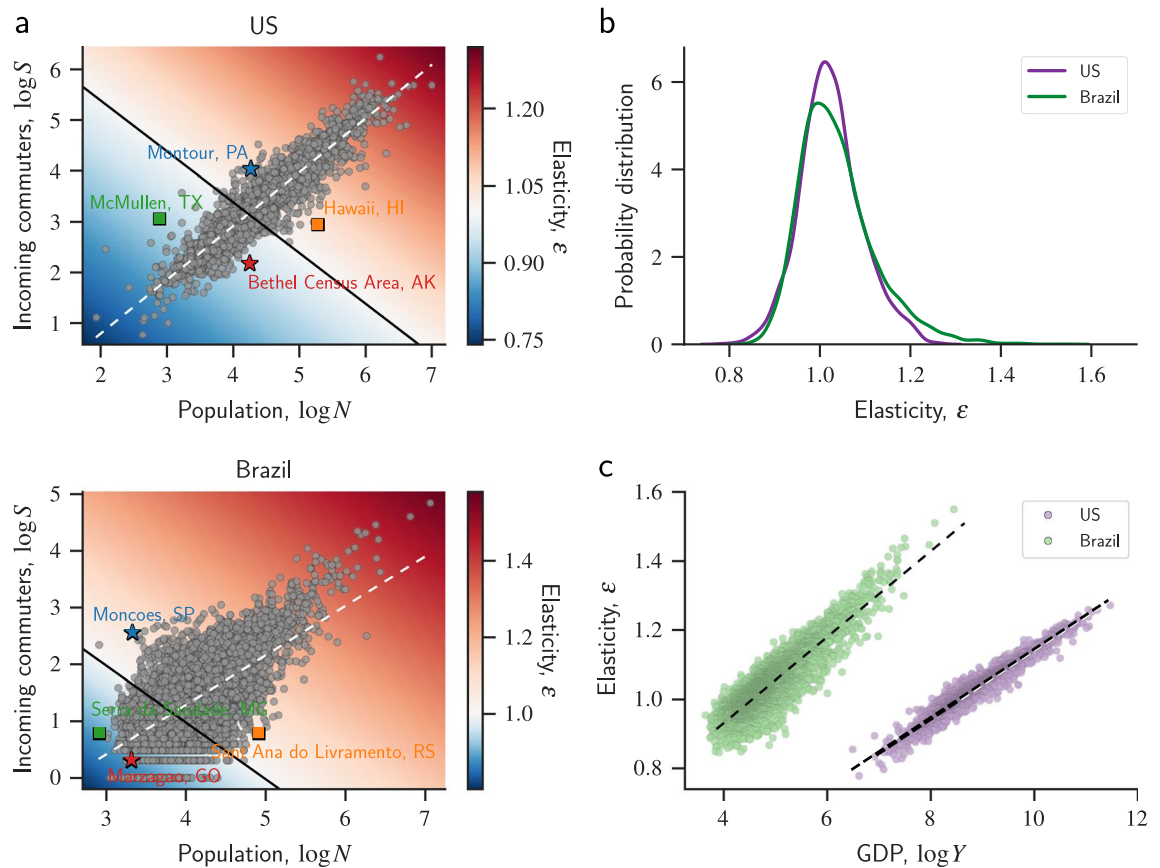 a
US
6
5
4
3
2
1
Incoming commuters, log S
Montour, PA
McMullen, TX
Hawaii, HI
Bethel Census Area, AK
2 3 4 5 6 7
Population, log N
1.20
1.05
0.90
0.75
Elasticity, ε
b
US
Brazil
6
4
2
0
Probability distribution
0.8 1.0 1.2 1.4 1.6
Elasticity, ε
Brazil
5
4
3
2
1
0
Incoming commuters, log S
Moncoes, SP
Serra da Saudade, MG
Sant Ana do Livramento, RS
Marzagao, GO
3 4 5 6 7
Population, log N
1.4
1.2
1.0
Elasticity, ε
c
US
Brazil
1.6
1.4
1.2
1.0
0.8
Elasticity, ε
4 6 8 10 12
GDP, log Y